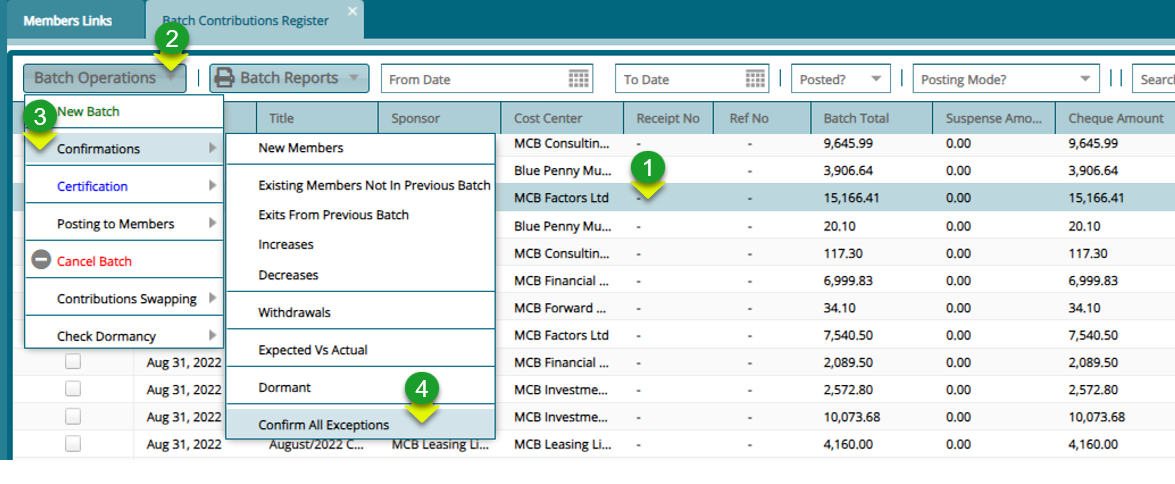 Members Links
Batch Contributions Register
2
Batch Operations
Batch Reports
From Date
To Date
Posted?
Posting Mode?
3
New Batch
Confirmations
Certification
Posting to Members
Cancel Batch
Contributions Swapping
Check Dormancy
New Members
Existing Members Not In Previous Batch
Exits From Previous Batch
Increases
Decreases
Withdrawals
Expected Vs Actual
Dormant
4
Confirm All Exceptions
1
Title Sponsor Cost Center Receipt No Ref No Batch Total Suspense Amo... Cheque Amount
MCB Consultin... - - 9,645.99 0.00 9,645.99
Blue Penny Mu... - 3,906.64 0.00 3,906.64
MCB Factors Ltd - - 15,166.41 0.00 15,166.41
Blue Penny Mu... - - 20.10 0.00 20.10
MCB Consultin... - - 117.30 0.00 117.30
MCB Financial ... - - 6,999.83 0.00 6,999.83
MCB Forward ... - - 34.10 0.00 34.10
MCB Factors Ltd - - 7,540.50 0.00 7,540.50
Aug 31, 2022 MCB Financial ... - - 2,089.50 0.00 2,089.50
Aug 31, 2022 MCB Investme... - - 2,572.80 0.00 2,572.80
Aug 31, 2022 MCB Investme... - - 10,073.68 0.00 10,073.68
Aug 31, 2022 August/2022 C... MCB Leasing Li... MCB Leasing Li... - - 4,160.00 0.00 4,160.00